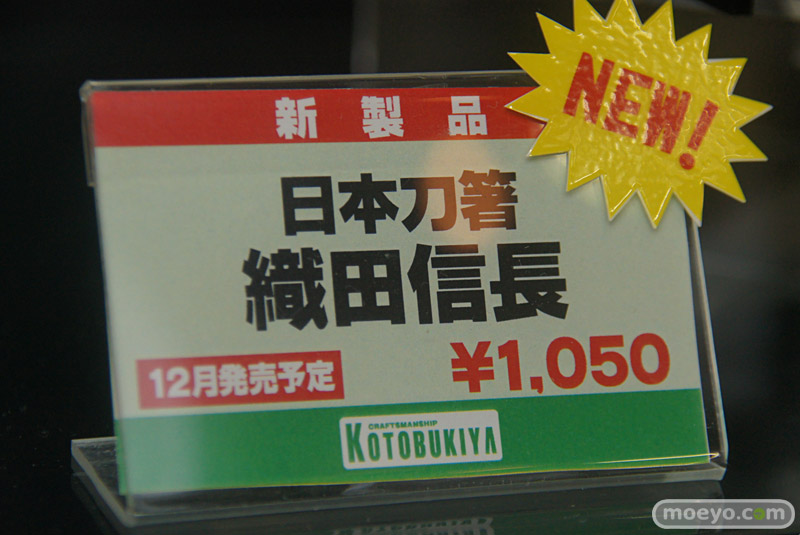 NEW!
新製品
日本刀箸
織田信長
12月発売予定
¥1,050
CRAFTSMANSHIP
KOTOBUKIYA
moeyo.com